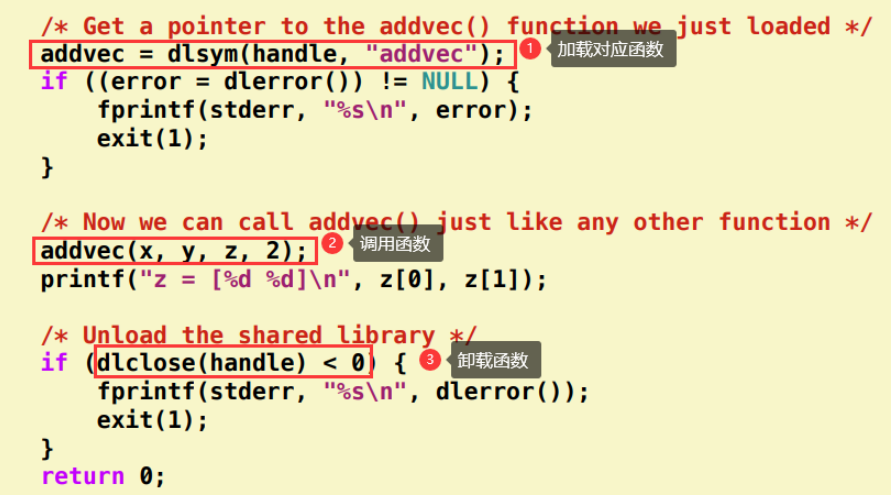 /* Get a pointer to the addvec() function we just loaded */
addvec = dlsym(handle, "addvec"); 1 加载对应函数
if ((error = dlerror()) != NULL) {
    fprintf(stderr, "%s\n", error);
    exit(1);
}
/* Now we can call addvec() just like any other function */
addvec(x, y, z, 2); 2 调用函数
printf("z = [%d %d]\n", z[0], z[1]);
/* Unload the shared library */
if (dlclose(handle) < 0) { 3 卸载函数
    fprintf(stderr, "%s\n", dlerror());
    exit(1);
}
return 0;